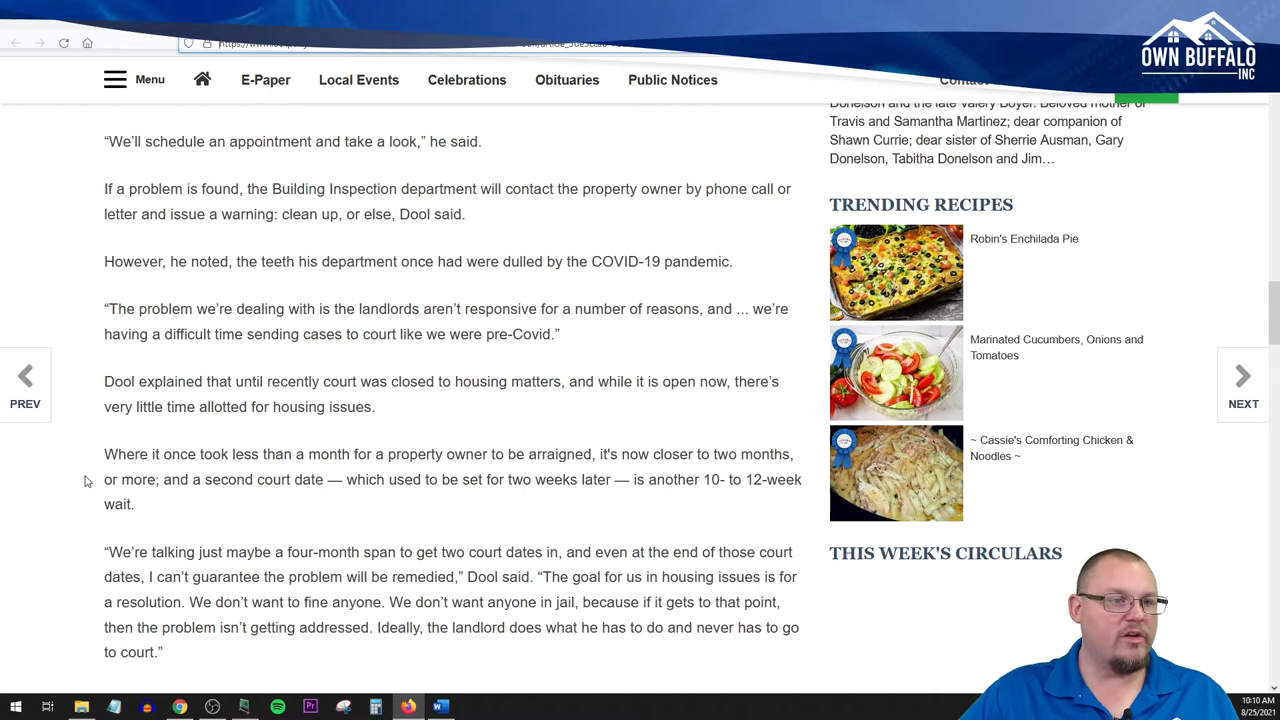 OWN BUFFALO
INC
Menu
E-Paper
Local Events
Celebrations
Obituaries
Public Notices
Donelson and the late Valery Boyer. Beloved mother of
Travis and Samantha Martinez; dear companion of
Shawn Currie; dear sister of Sherrie Ausman, Gary
Donelson, Tabitha Donelson and Jim…
“We’ll schedule an appointment and take a look,” he said.
If a problem is found, the Building Inspection department will contact the property owner by phone call or
letter and issue a warning: clean up, or else, Dool said.
However, he noted, the teeth his department once had were dulled by the COVID-19 pandemic.
“The problem we’re dealing with is the landlords aren’t responsive for a number of reasons, and ... we’re
having a difficult time sending cases to court like we were pre-Covid.”
Dool explained that until recently court was closed to housing matters, and while it is open now, there’s
very little time allotted for housing issues.
Where it once took less than a month for a property owner to be arraigned, it's now closer to two months,
or more; and a second court date — which used to be set for two weeks later — is another 10- to 12-week
wait.
“We’re talking just maybe a four-month span to get two court dates in, and even at the end of those court
dates, I can’t guarantee the problem will be remedied,” Dool said. “The goal for us in housing issues is for
a resolution. We don’t want to fine anyone. We don’t want anyone in jail, because if it gets to that point,
then the problem isn’t getting addressed. Ideally, the landlord does what he has to do and never has to go
to court.”
TRENDING RECIPES
Robin's Enchilada Pie
Marinated Cucumbers, Onions and
Tomatoes
~ Cassie's Comforting Chicken &
Noodles ~
THIS WEEK'S CIRCULARS
PREV
NEXT
10:10 AM
8/25/2021